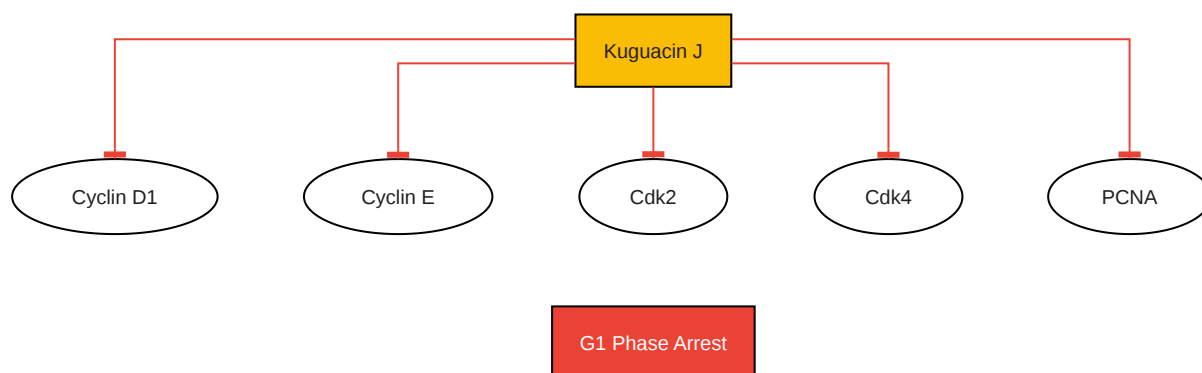 Kuguacin J
Cyclin D1
Cyclin E
Cdk2
Cdk4
PCNA
G1 Phase Arrest